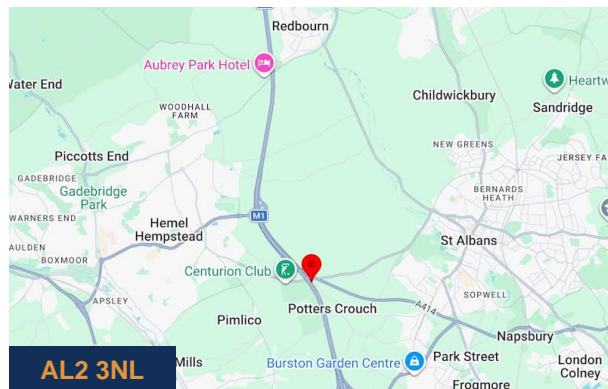 Redbourn
Aubrey Park Hotel
Heartw
Water End
WOODHALL
FARM
Childwickbury
Sandridge
NEW GREENS
JERSEY FA
Piccotts End
GADEBRIDGE
Gadebridge
Park
BERNARDS
HEATH
WARNERS END
M1
Hemel
Hempstead
AULDEN
BOXMOOR
St Albans
Centurion Club
SOPWELL
APSLEY
A414
Potters Crouch
Pimlico
Napsbury
AL2 3NL
Mills
Burston Garden Centre
Park Street
London
Colney
Frogmore